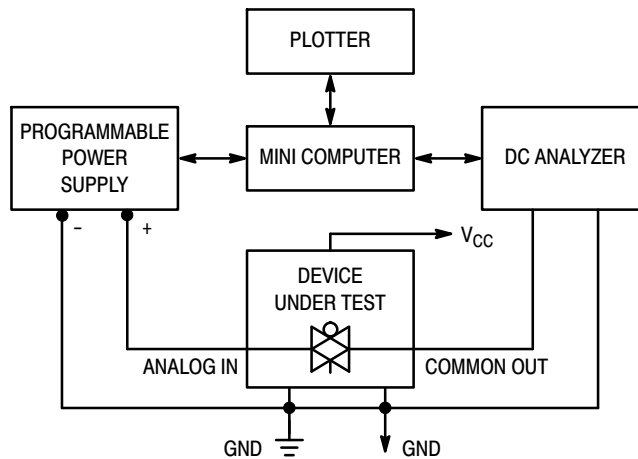 PLOTTER
PROGRAMMABLE
POWER
SUPPLY
MINI COMPUTER
DC ANALYZER
– +
VCC
DEVICE
UNDER TEST
ANALOG IN
COMMON OUT
GND
GND